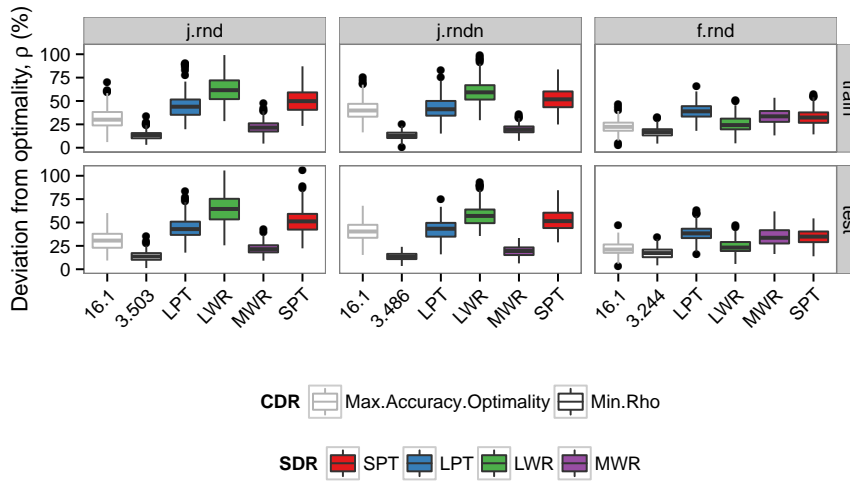 j.rnd j.rndn f.rnd
Deviation from optimality, ρ (%)
100
75
50
25
0
train
100
75
50
25
0
test
16.1 3.503 LPT LWR MWR SPT 16.1 3.486 LPT LWR MWR SPT 16.1 3.244 LPT LWR MWR SPT
CDR Max.Accuracy.Optimality Min.Rho
SDR SPT LPT LWR MWR